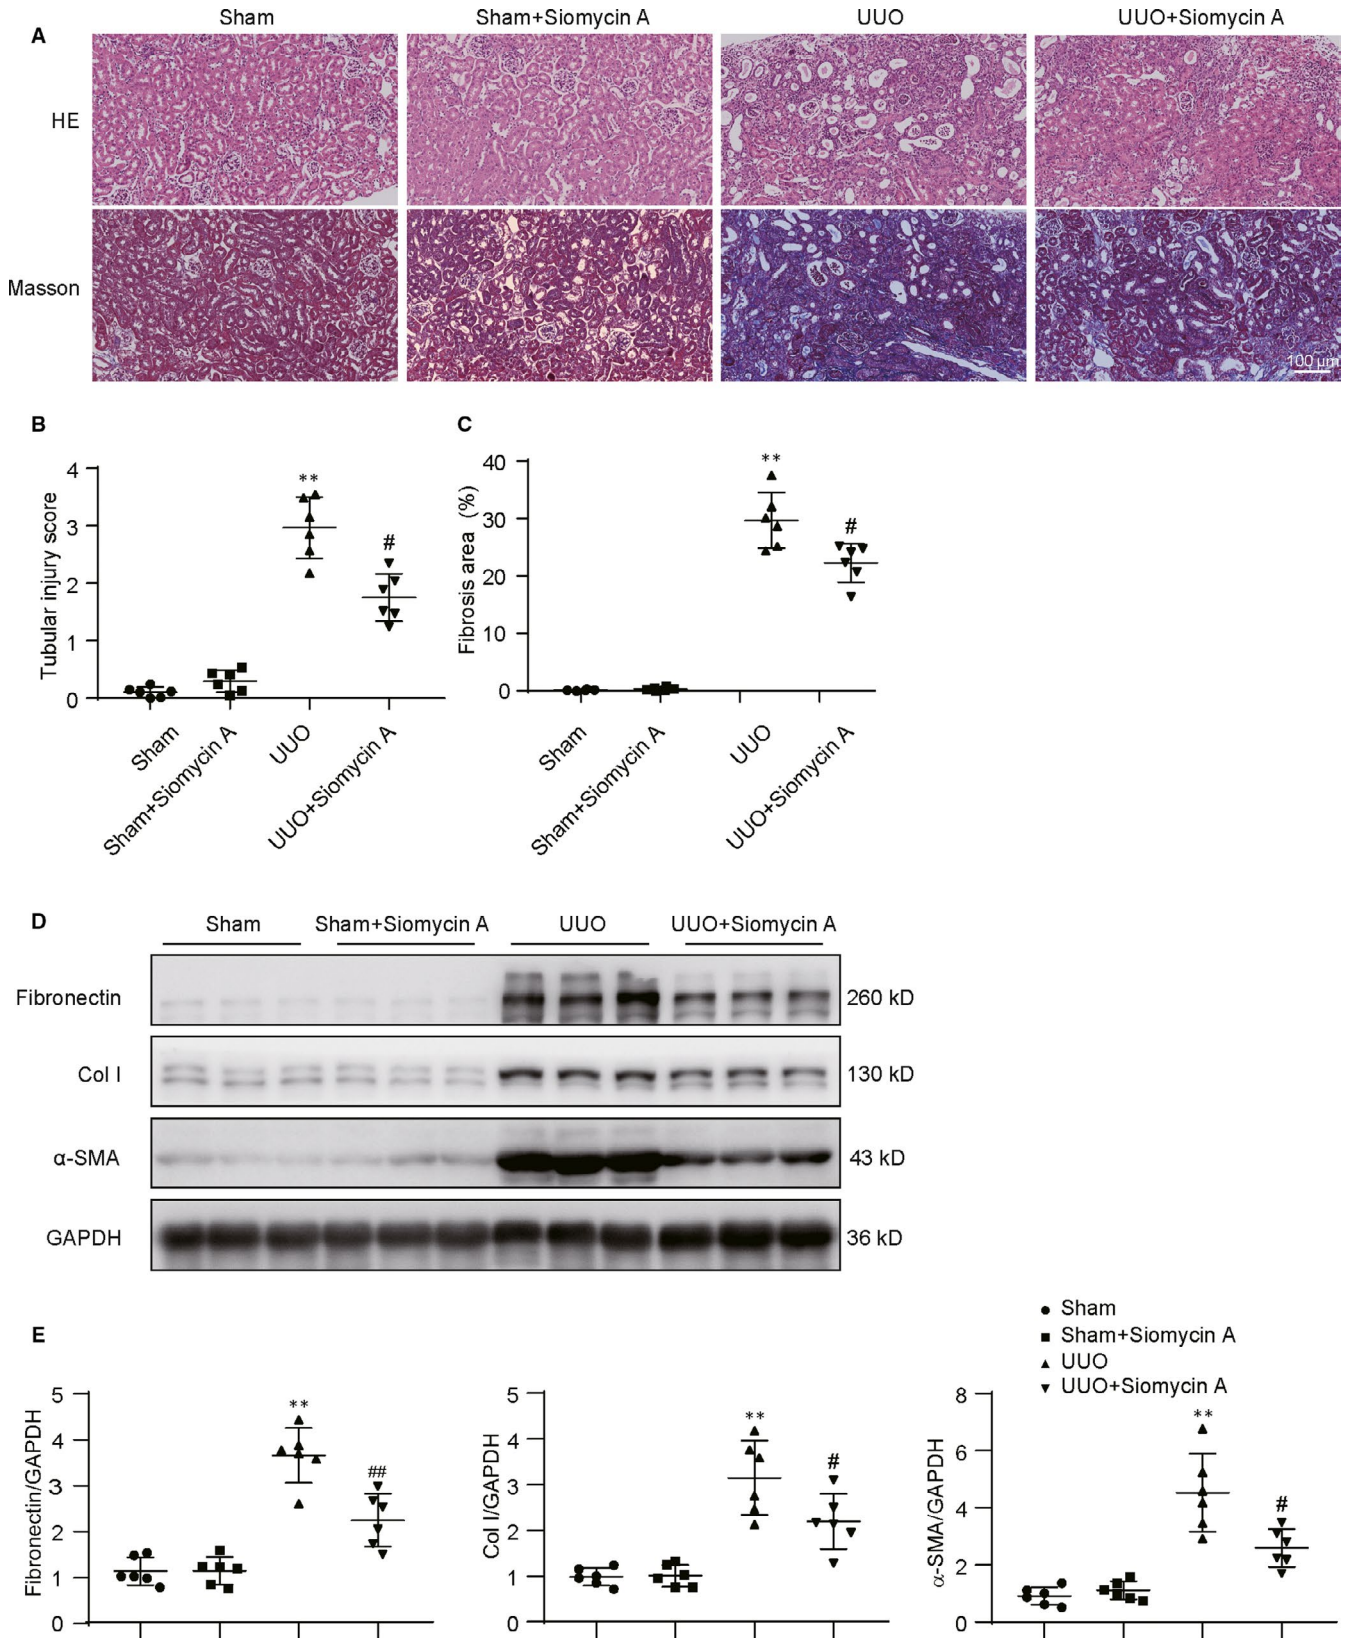 A
Sham
Sham+Siomycin A
UUO
UUO+Siomycin A
HE
Masson
100 µm
B
Tubular injury score
4
3
2
1
0
**
#
Sham
Sham+Siomycin A
UUO
UUO+Siomycin A
C
Fibrosis area (%)
40
30
20
10
0
**
#
Sham
Sham+Siomycin A
UUO
UUO+Siomycin A
D
Sham
Sham+Siomycin A
UUO
UUO+Siomycin A
Fibronectin
260 kD
Col I
130 kD
α-SMA
43 kD
GAPDH
36 kD
E
Sham
Sham+Siomycin A
UUO
UUO+Siomycin A
Fibronectin/GAPDH
5
4
3
2
1
0
**
##
Col I/GAPDH
5
4
3
2
1
0
**
#
α-SMA/GAPDH
8
6
4
2
0
**
#